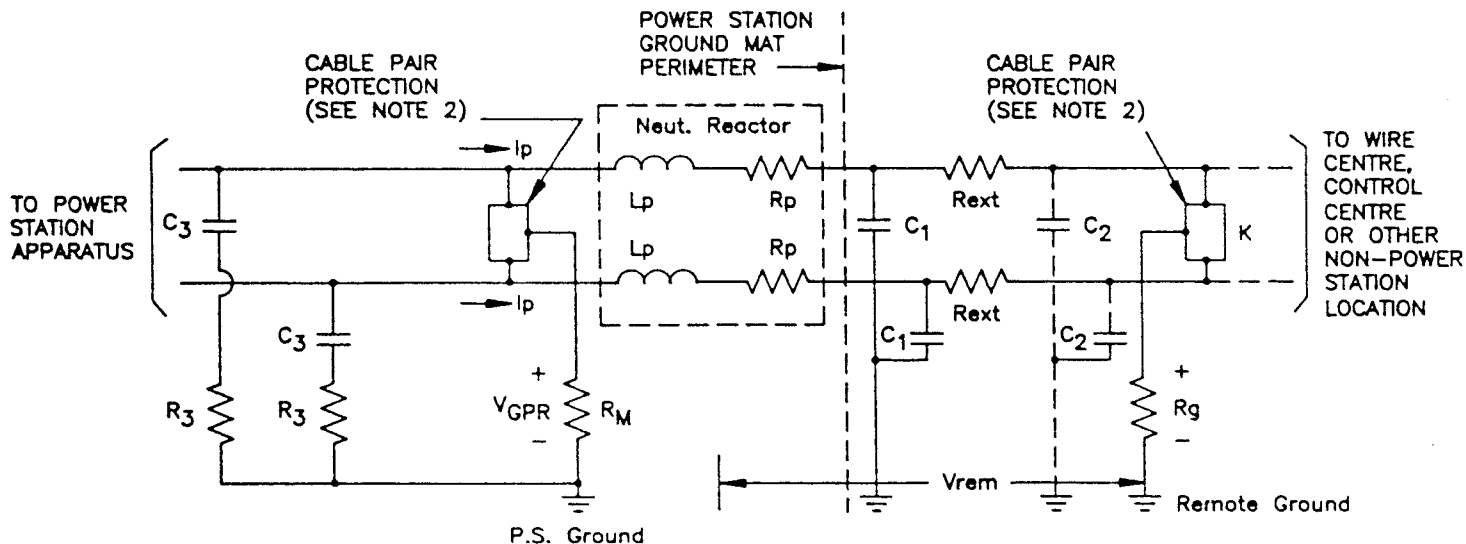 POWER STATION
GROUND MAT
PERIMETER
CABLE PAIR
PROTECTION
(SEE NOTE 2)
CABLE PAIR
PROTECTION
(SEE NOTE 2)
Neut. Reactor
Ip
Lp
Rp
Rext
TO POWER
STATION
APPARATUS
C3
C1
C2
K
TO WIRE
CENTRE,
CONTROL
CENTRE
OR OTHER
NON-POWER
STATION
LOCATION
Lp
Rp
Ip
Rext
C3
C1
C2
R3
R3
+
VGPR
-
RM
+
Rg
-
Vrem
Remote Ground
P.S. Ground